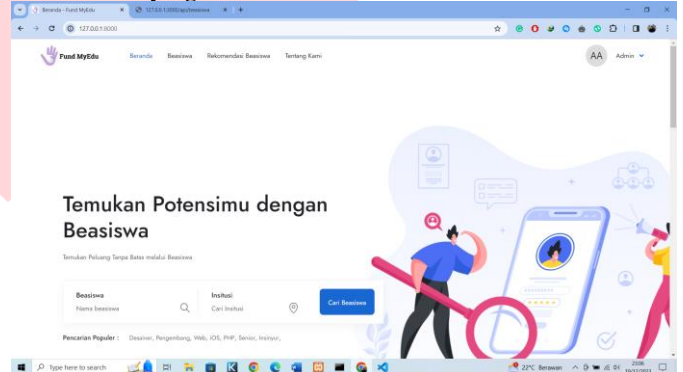 Beranda - Fund MyEdu
127.0.0.1:8000/api/beasiswa
127.0.0.1:8000
Fund MyEdu
Beranda
Beasiswa
Rekomendasi Beasiswa
Tentang Kami
AA
Admin
Temukan Potensimu dengan
Beasiswa
Temukan Peluang Tanpa Batas melalui Beasiswa
Beasiswa
Nama beasiswa
Insitusi
Cari Insitusi
Cari Beasiswa
Pencarian Populer : Desainer, Pengembang, Web, IOS, PHP, Senior, Insinyur,
Type here to search
22°C Berawan
23:06